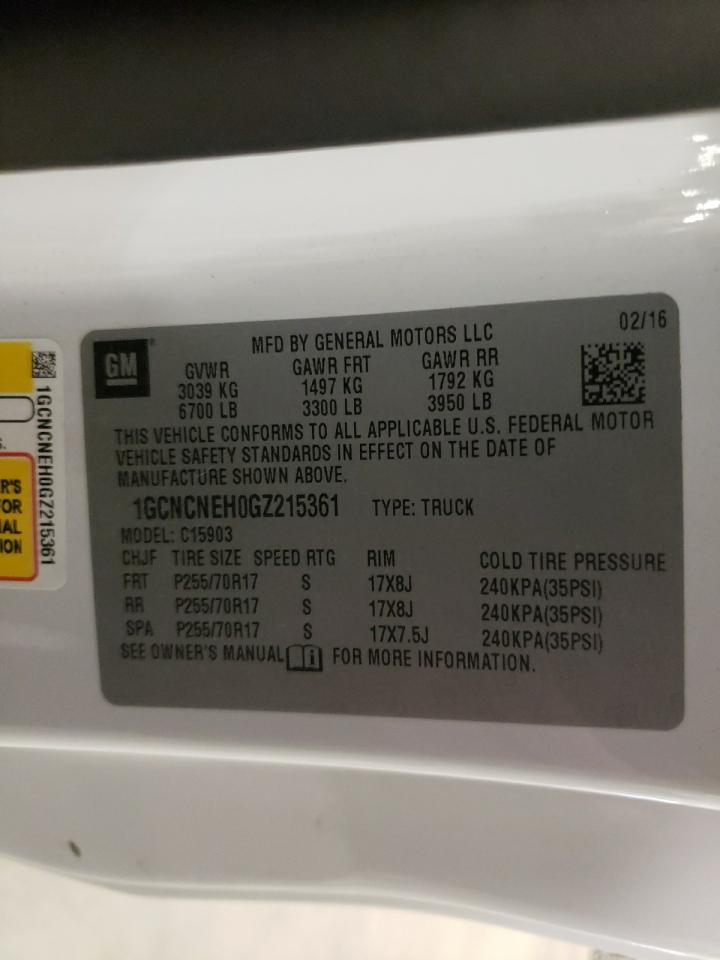 02/16
GM®
MFD BY GENERAL MOTORS LLC
GVWR GAWR FRT GAWR RR
3039 KG 1497 KG 1792 KG
6700 LB 3300 LB 3950 LB
THIS VEHICLE CONFORMS TO ALL APPLICABLE U.S. FEDERAL MOTOR
VEHICLE SAFETY STANDARDS IN EFFECT ON THE DATE OF
MANUFACTURE SHOWN ABOVE.
1GCNCNEH0GZ215361 TYPE: TRUCK
MODEL: C15903
CHJF TIRE SIZE SPEED RTG RIM COLD TIRE PRESSURE
FRT P255/70R17 S 17X8J 240KPA(35PSI)
RR P255/70R17 S 17X8J 240KPA(35PSI)
SPA P255/70R17 S 17X7.5J 240KPA(35PSI)
SEE OWNER'S MANUAL FOR MORE INFORMATION.
1GCNCNEH0GZ215361
S.
R'S
FOR
IAL
ION